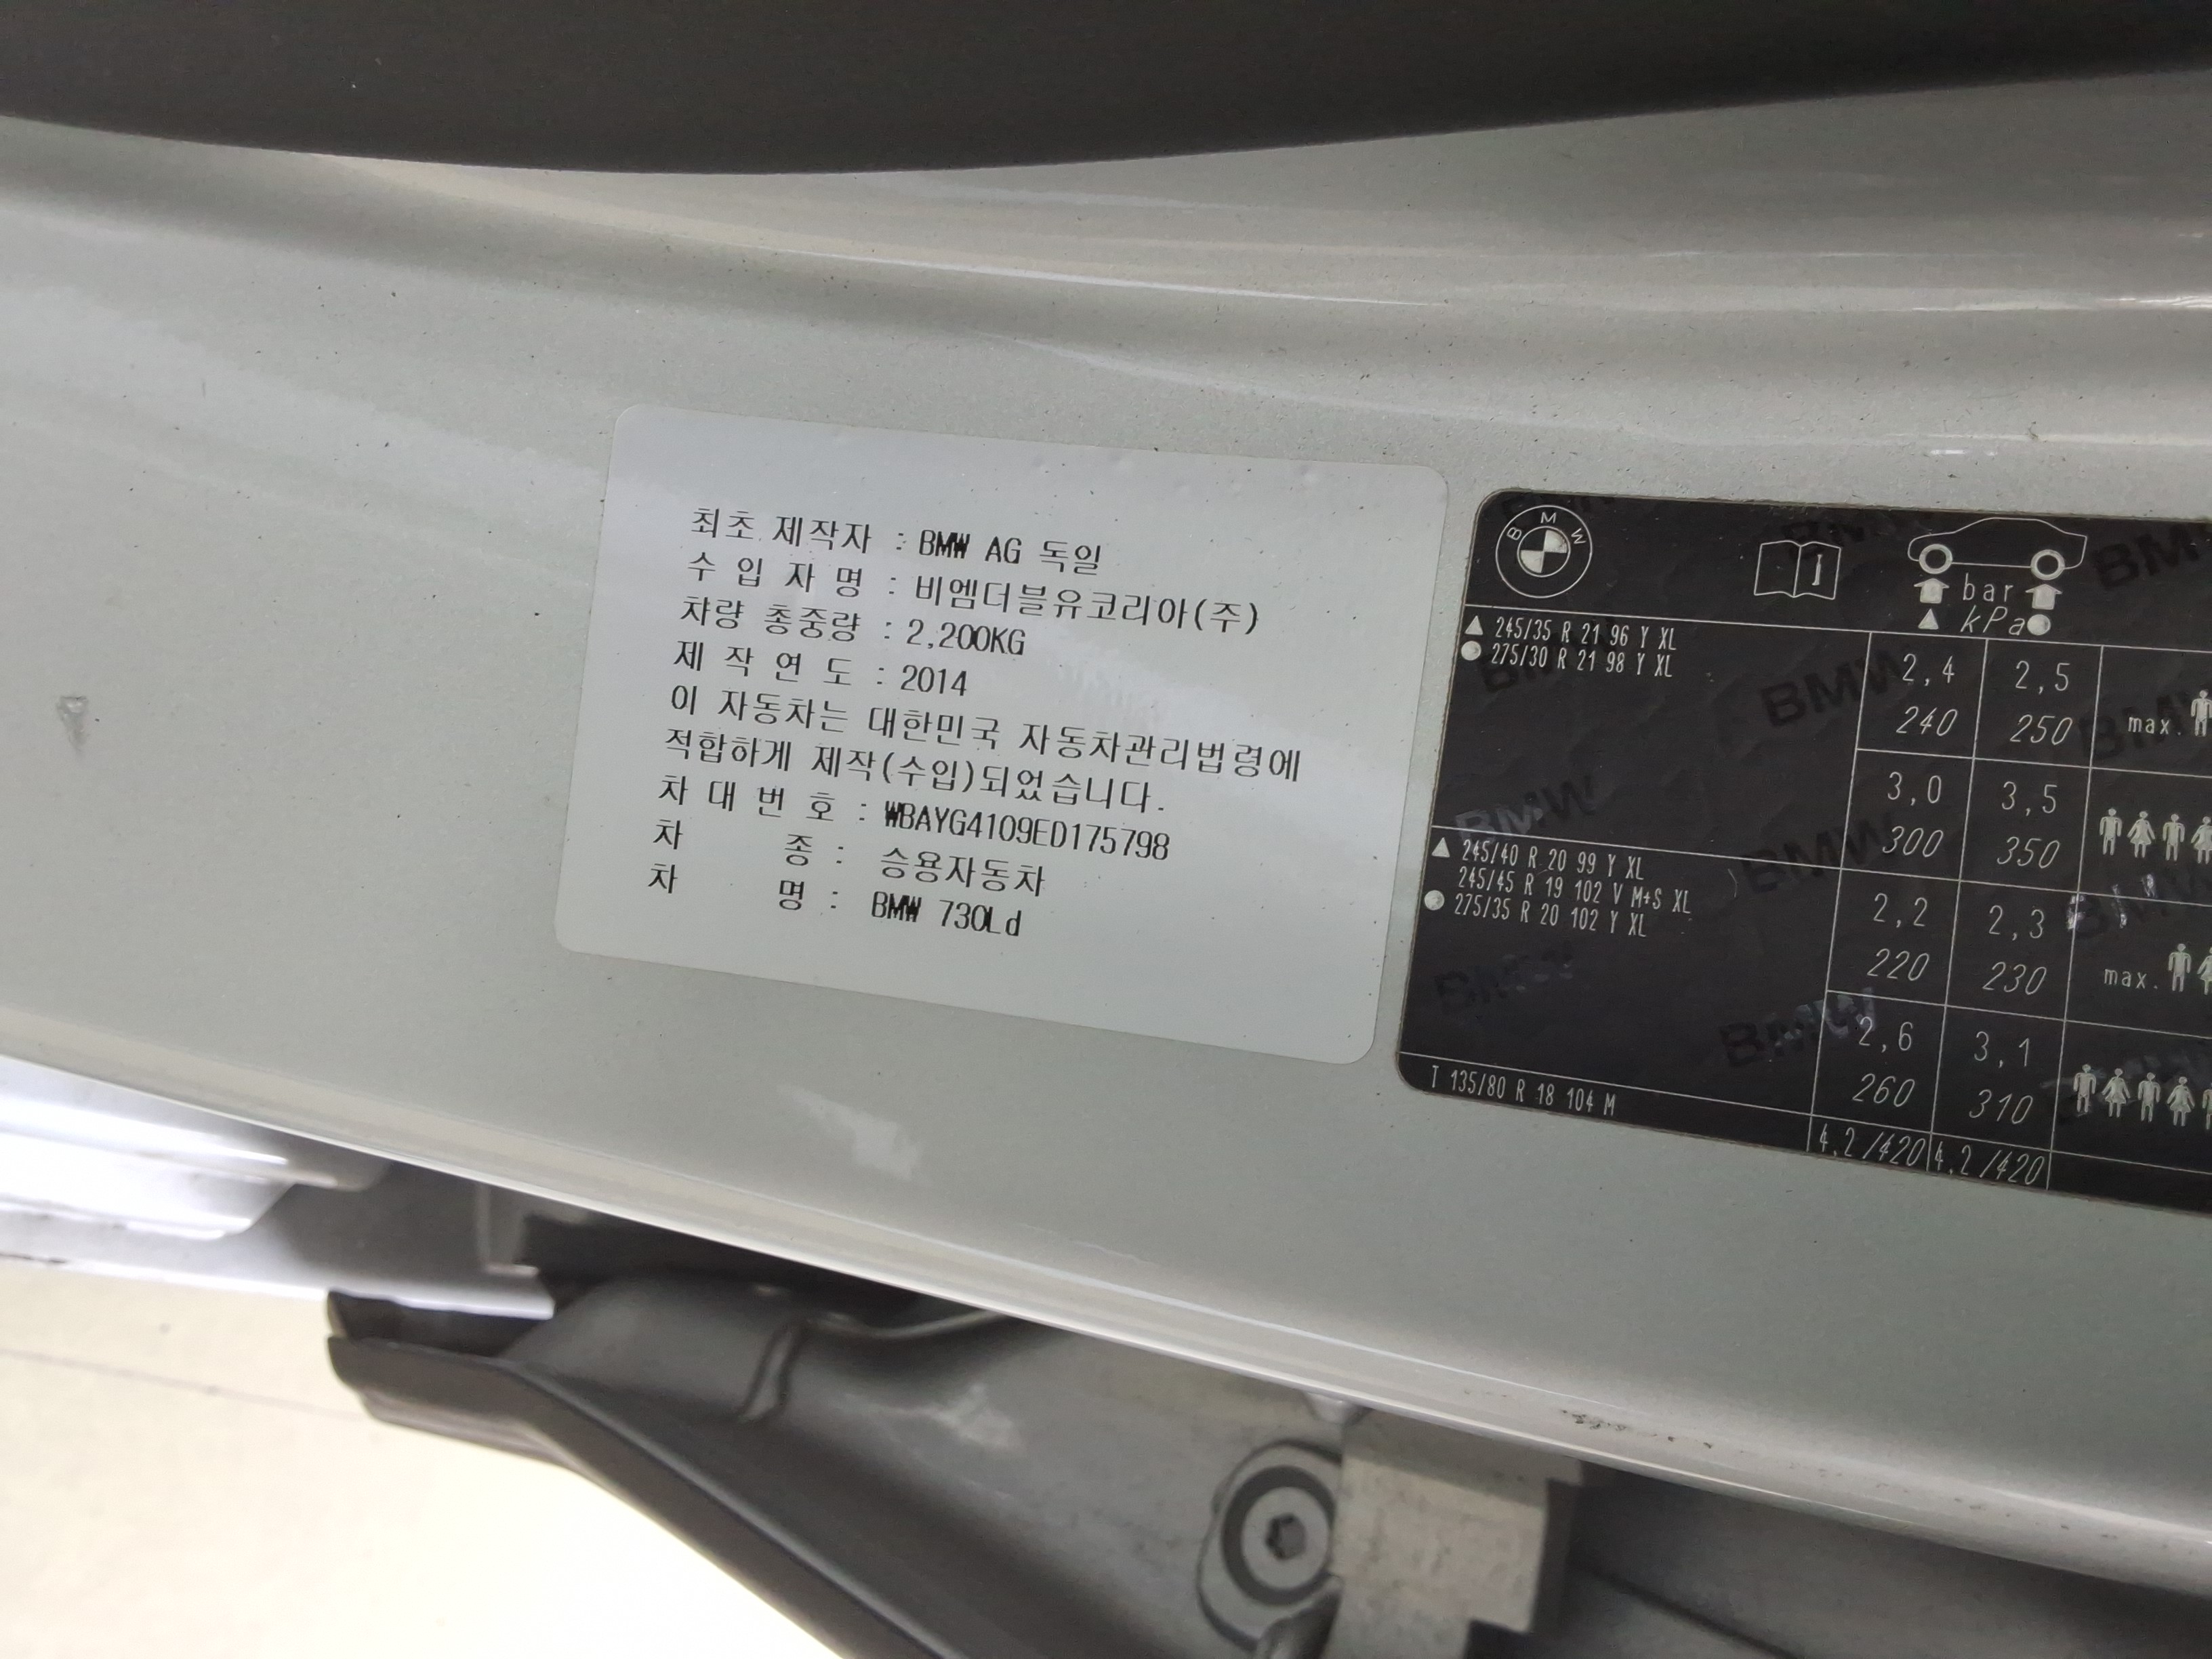 최초 제작자 : BMW AG 독일
수 입 자 명 : 비엠더블유코리아(주)
차량 총중량 : 2,200KG
제 작 연 도 : 2014
이 자동차는 대한민국 자동차관리법령에
적합하게 제작(수입)되었습니다.
차 대 번 호 : WBAYG4109ED175798
차 종 : 승용자동차
차 명 : BMW 730Ld
BMW
bar
kPa
245/35 R 21 96 Y XL
275/30 R 21 98 Y XL
2,4 2,5
240 250
max.
3,0 3,5
300 350
245/40 R 20 99 Y XL
245/45 R 19 102 V M+S XL
275/35 R 20 102 Y XL
2,2 2,3
220 230
max.
2,6 3,1
260 310
T 135/80 R 18 104 M
4.2/420 4.2/420